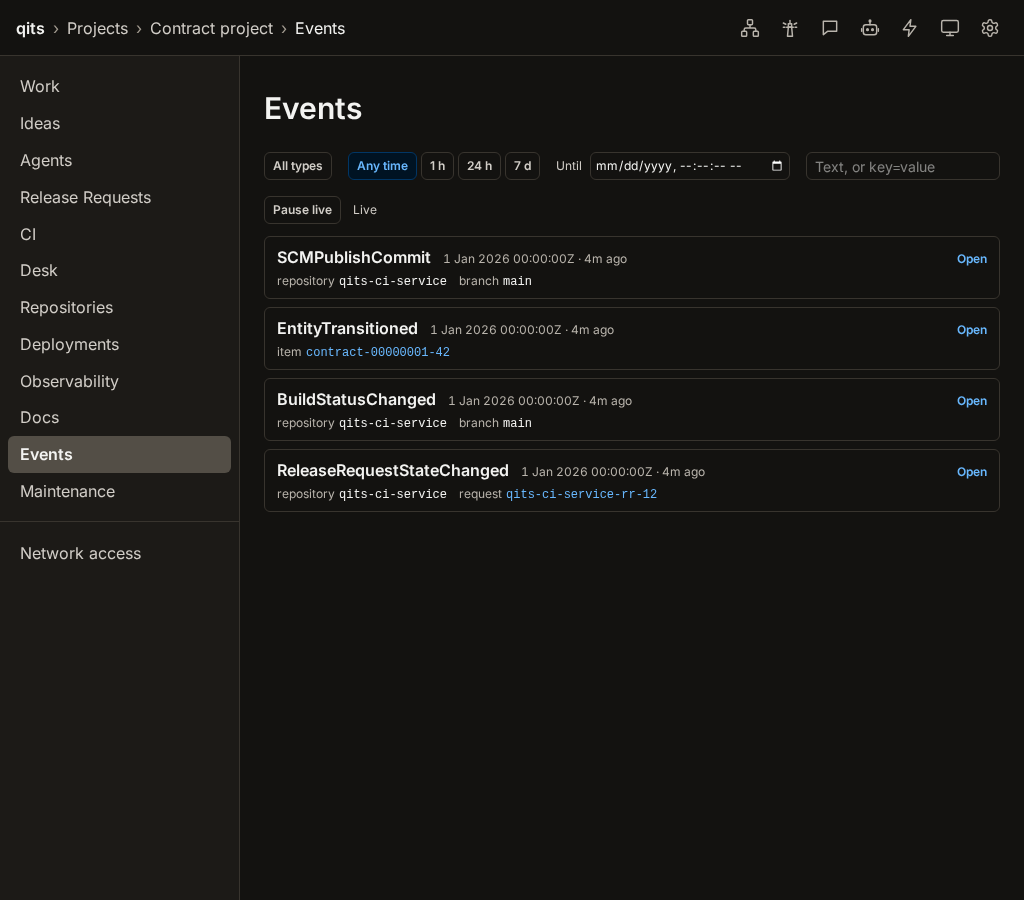 qits › Projects › Contract project › Events
Work
Ideas
Agents
Release Requests
CI
Desk
Repositories
Deployments
Observability
Docs
Events
Maintenance
Network access
Events
All types Any time 1 h 24 h 7 d Until mm/dd/yyyy, --:--:-- -- Text, or key=value
Pause live Live
SCMPublishCommit 1 Jan 2026 00:00:00Z · 4m ago Open
repository qits-ci-service branch main
EntityTransitioned 1 Jan 2026 00:00:00Z · 4m ago Open
item contract-00000001-42
BuildStatusChanged 1 Jan 2026 00:00:00Z · 4m ago Open
repository qits-ci-service branch main
ReleaseRequestStateChanged 1 Jan 2026 00:00:00Z · 4m ago Open
repository qits-ci-service request qits-ci-service-rr-12